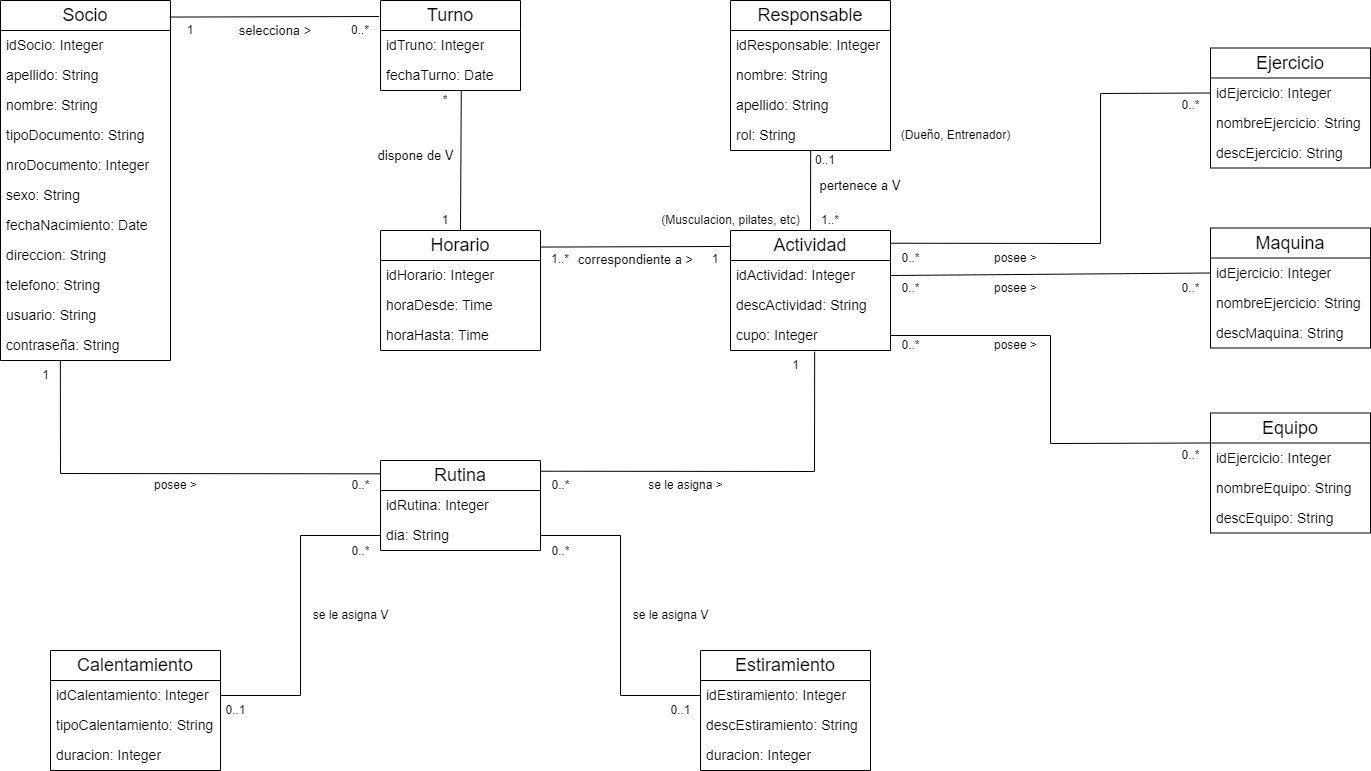 Socio
idSocio: Integer
apellido: String
nombre: String
tipoDocumento: String
nroDocumento: Integer
sexo: String
fechaNacimiento: Date
direccion: String
telefono: String
usuario: String
contraseña: String
1
selecciona >
0..*
Turno
idTruno: Integer
fechaTurno: Date
*
dispone de V
1
Responsable
idResponsable: Integer
nombre: String
apellido: String
rol: String
(Dueño, Entrenador)
0..1
pertenece a V
(Musculacion, pilates, etc)
1..*
Horario
idHorario: Integer
horaDesde: Time
horaHasta: Time
1..*
correspondiente a >
1
Actividad
idActividad: Integer
descActividad: String
cupo: Integer
0..*
posee >
0..*
Ejercicio
idEjercicio: Integer
nombreEjercicio: String
descEjercicio: String
0..*
posee >
0..*
Maquina
idEjercicio: Integer
nombreEjercicio: String
descMaquina: String
0..*
posee >
0..*
Equipo
idEjercicio: Integer
nombreEquipo: String
descEquipo: String
1
posee >
0..*
Rutina
idRutina: Integer
dia: String
0..*
se le asigna >
1
0..*
se le asigna V
0..1
0..*
se le asigna V
0..1
Calentamiento
idCalentamiento: Integer
tipoCalentamiento: String
duracion: Integer
Estiramiento
idEstiramiento: Integer
descEstiramiento: String
duracion: Integer